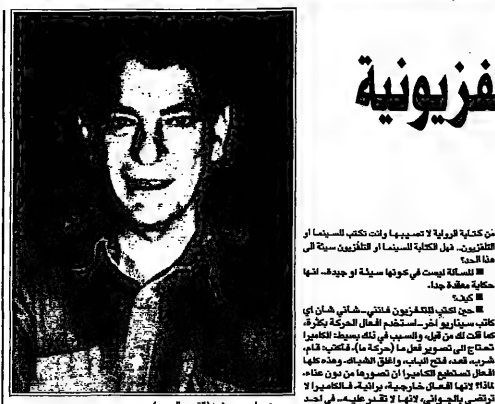 فزيونية
من كتابة الرواية لا تصيبها وانت تكتب للسينما او
التلفزيون.. فهل الكتابة للسينما او التلفزيون سيئة الى
هذا الحد؟
■ المسألة ليست في كونها سيئة او جيدة.. انها
حكاية معقدة جدا.
■ كيف؟
■ حين اكتب للتلفزيون فانني ـ شأني شأن اي
كاتب سيناريو آخر ـ استخدم افعال الحركة بكثرة،
كما قلت لك من قبل، والسبب في ذلك بسيط: الكاميرا
تحتاج الى تصوير فعل ما (حركة ما)، فنكتب: قام،
شرب، قعد، فتح الباب، واغلق الشباك. وهذه كلها
افعال تستطيع الكاميرا ان تصورها من دون عناء.
لماذا؟ لانها افعال خارجية، برانية. فالكاميرا لا
ترتضي بالجواني، لانها لا تقدر عليه، في احد